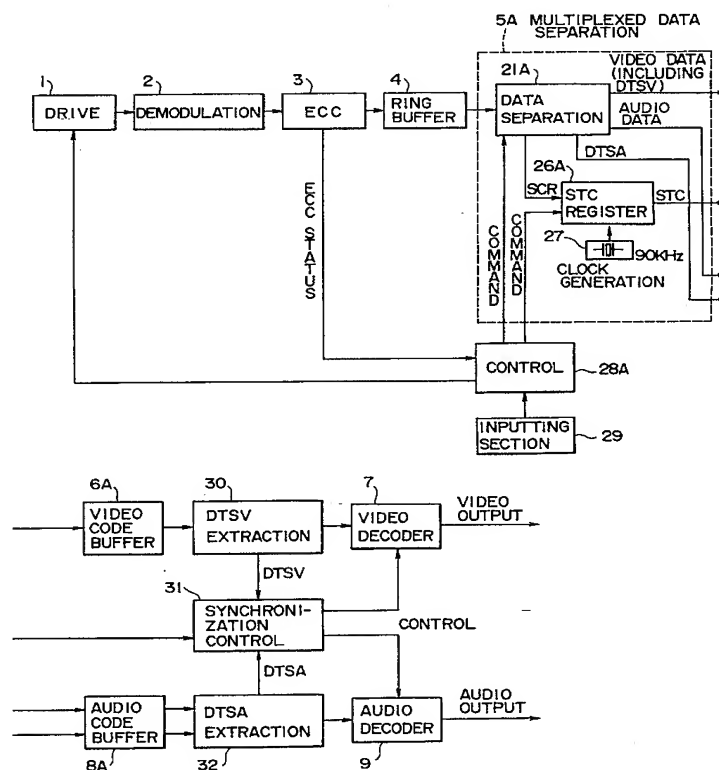 5A MULTIPLEXED DATA
SEPARATION
1
2
3
4
21A
VIDEO DATA
(INCLUDING
DTSV)
DRIVE
DEMODULATION
ECC
RING
BUFFER
DATA
SEPARATION
AUDIO
DATA
DTSA
26A
SCR
STC
REGISTER
STC
ECC STATUS
COMMAND
COMMAND
27
90KHz
CLOCK
GENERATION
CONTROL
28A
INPUTTING
SECTION
29
6A
30
7
VIDEO
CODE
BUFFER
DTSV
EXTRACTION
VIDEO
DECODER
VIDEO
OUTPUT
DTSV
31
SYNCHRONI-
ZATION
CONTROL
CONTROL
DTSA
AUDIO
CODE
BUFFER
DTSA
EXTRACTION
AUDIO
DECODER
AUDIO
OUTPUT
8A
32
9